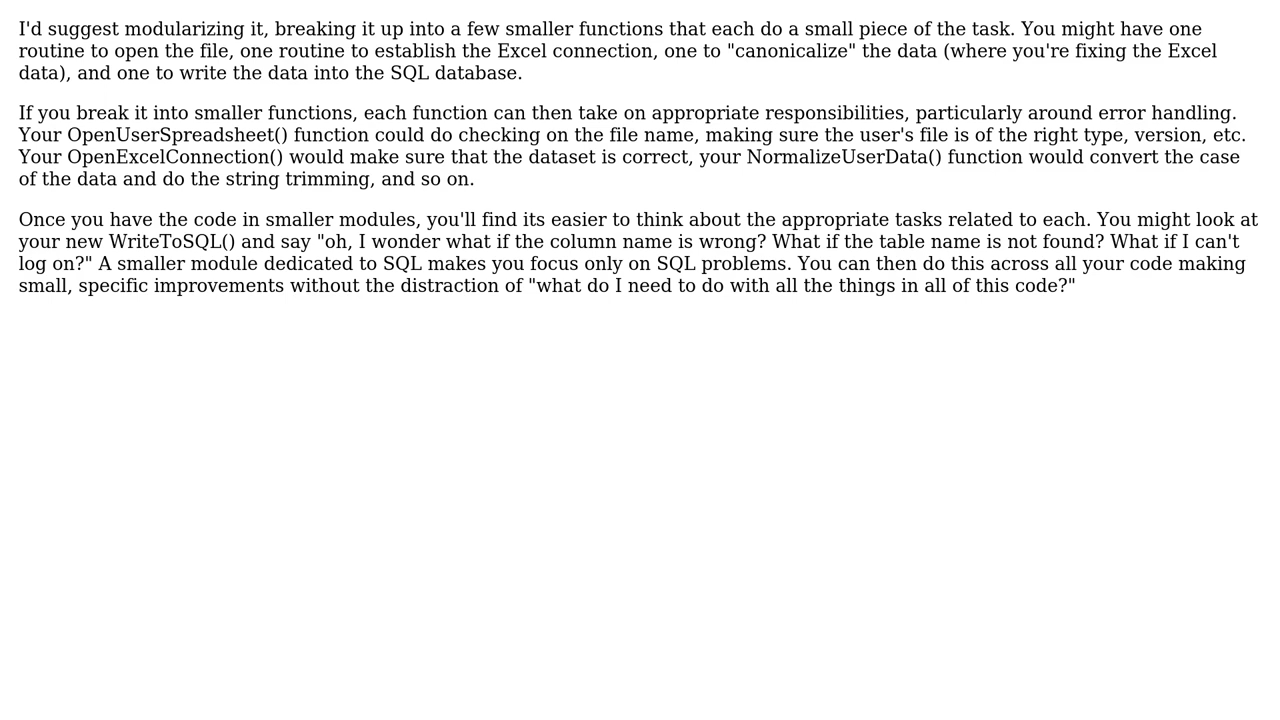 I'd suggest modularizing it, breaking it up into a few smaller functions that each do a small piece of the task. You might have one
routine to open the file, one routine to establish the Excel connection, one to "canonicalize" the data (where you're fixing the Excel
data), and one to write the data into the SQL database.
If you break it into smaller functions, each function can then take on appropriate responsibilities, particularly around error handling.
Your OpenUserSpreadsheet() function could do checking on the file name, making sure the user's file is of the right type, version, etc.
Your OpenExcelConnection() would make sure that the dataset is correct, your NormalizeUserData() function would convert the case
of the data and do the string trimming, and so on.
Once you have the code in smaller modules, you'll find its easier to think about the appropriate tasks related to each. You might look at
your new WriteToSQL() and say "oh, I wonder what if the column name is wrong? What if the table name is not found? What if I can't
log on?" A smaller module dedicated to SQL makes you focus only on SQL problems. You can then do this across all your code making
small, specific improvements without the distraction of "what do I need to do with all the things in all of this code?"